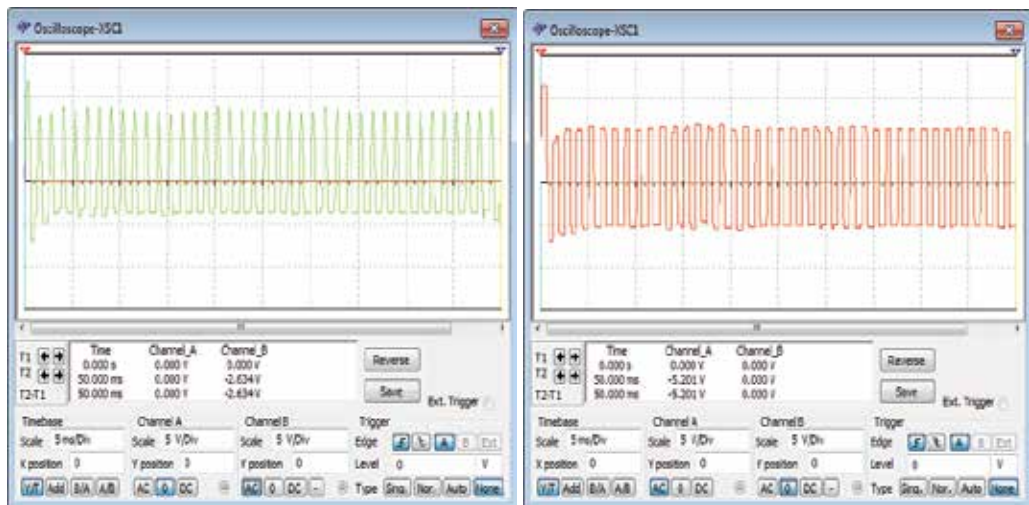 Oscilloscope-XSC1
Time Channel_A Channel_B
T1 0.000 s 0.000 V 0.000 V
T2 50.000 ms 0.000 V -2.634 V
T2-T1 50.000 ms 0.000 V -2.634 V
Reverse
Save
Ext. Trigger
Timebase Channel A Channel B Trigger
Scale 5 ms/Div Scale 5 V/Div Scale 5 V/Div Edge A B Ext
X position 0 Y position 0 Y position 0 Level 0 V
Y/T Add B/A A/B AC 0 DC AC 0 DC - Type Sing. Nor. Auto None
Oscilloscope-XSC1
Time Channel_A Channel_B
T1 0.000 s 0.000 V 0.000 V
T2 50.000 ms -5.201 V 0.000 V
T2-T1 50.000 ms -5.201 V 0.000 V
Reverse
Save
Ext. Trigger
Timebase Channel A Channel B Trigger
Scale 5 ms/Div Scale 5 V/Div Scale 5 V/Div Edge A B Ext
X position 0 Y position 0 Y position 0 Level 0 V
Y/T Add B/A A/B AC 0 DC AC 0 DC - Type Sing. Nor. Auto None